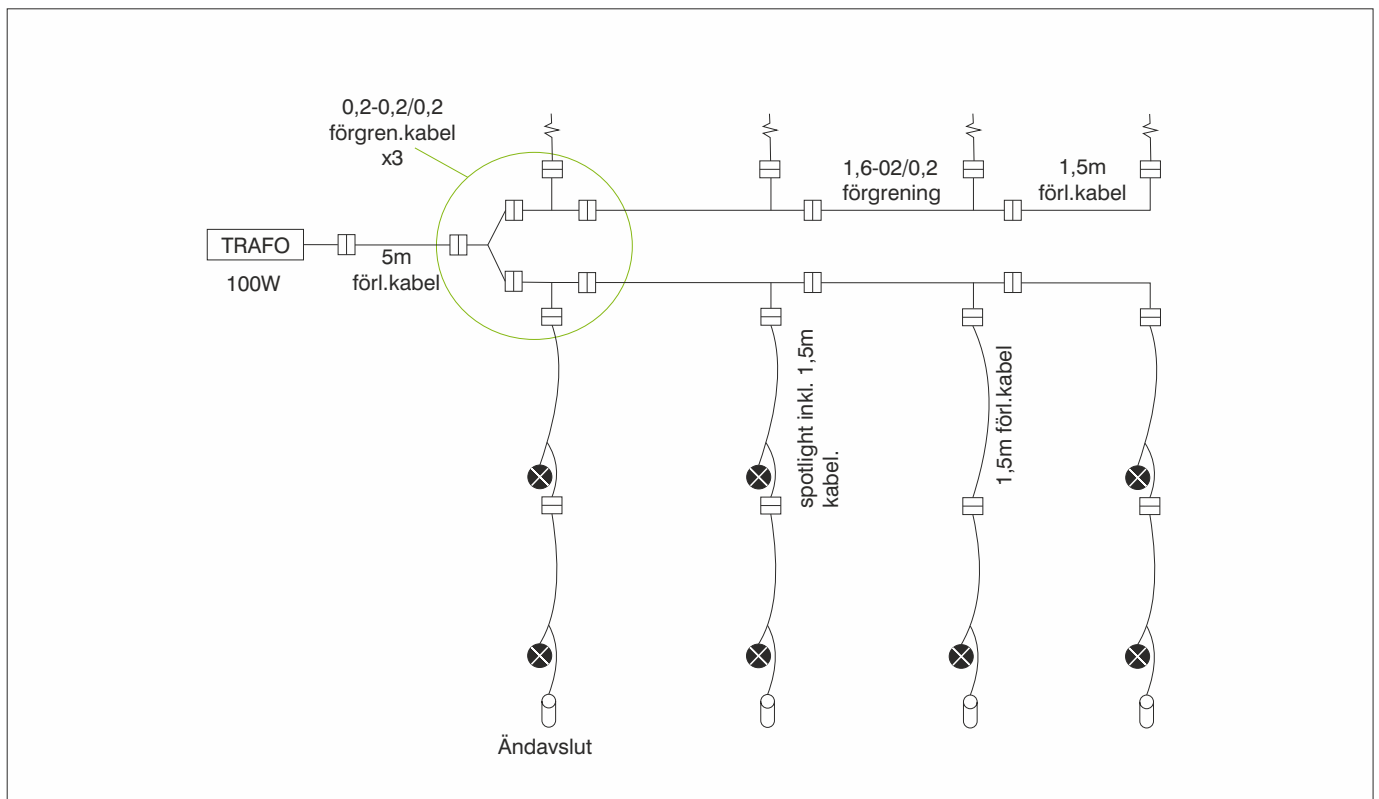 0,2-0,2/0,2
förgren.kabel
x3
1,6-02/0,2
förgrening
1,5m
förl.kabel
TRAFO
100W
5m
förl.kabel
spotlight inkl. 1,5m
kabel.
1,5m förl.kabel
Ändavslut